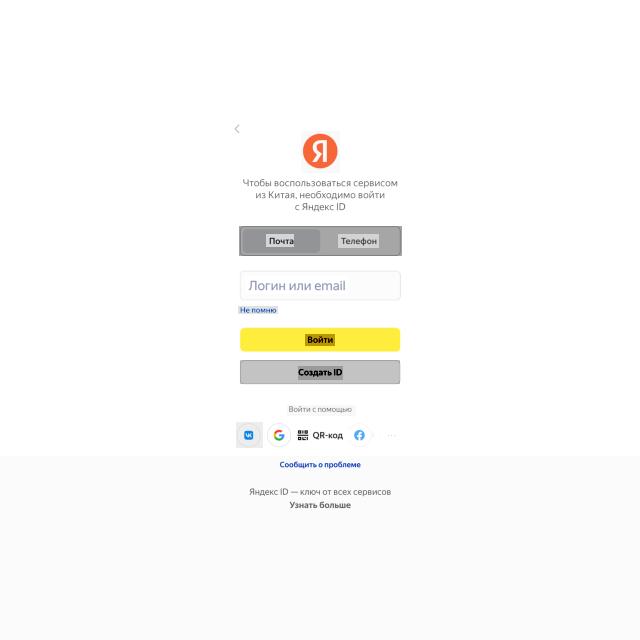 Я
Чтобы воспользоваться сервисом
из Китая, необходимо войти
с Яндекс ID
Почта Телефон
Логин или email
Не помню
Войти
Создать ID
Войти с помощью
QR-код
Сообщить о проблеме
Яндекс ID — ключ от всех сервисов
Узнать больше